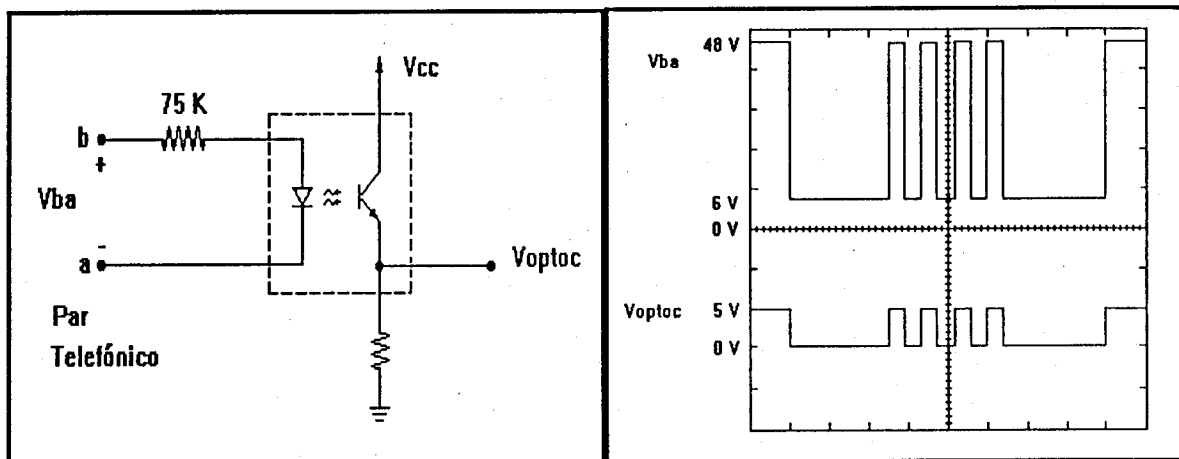 Vcc
75 K
b
+
Vba
-
a
Voptoc
Par
Telefónico
Vba
48 V
6 V
0 V
Voptoc
5 V
0 V